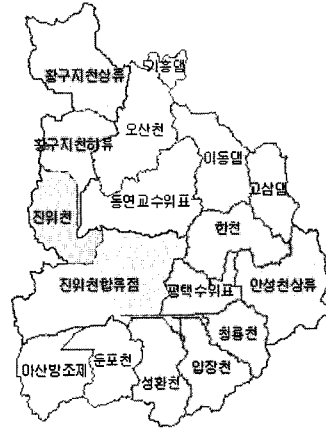 황구지천상류
기흥댐
오산천
황구지천하류
이동댐
고삼댐
진위천
동연교수위표
한천
진위천합류점
평택수위표
안성천상류
청룡천
아산방조제
둔포천
성환천
입장천